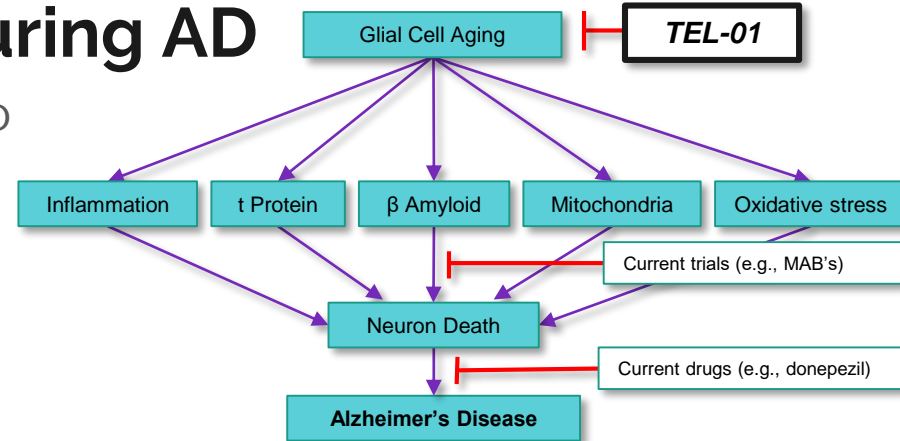 uring AD
Glial Cell Aging
TEL-01
Inflammation
t Protein
β Amyloid
Mitochondria
Oxidative stress
Current trials (e.g., MAB's)
Neuron Death
Current drugs (e.g., donepezil)
Alzheimer's Disease